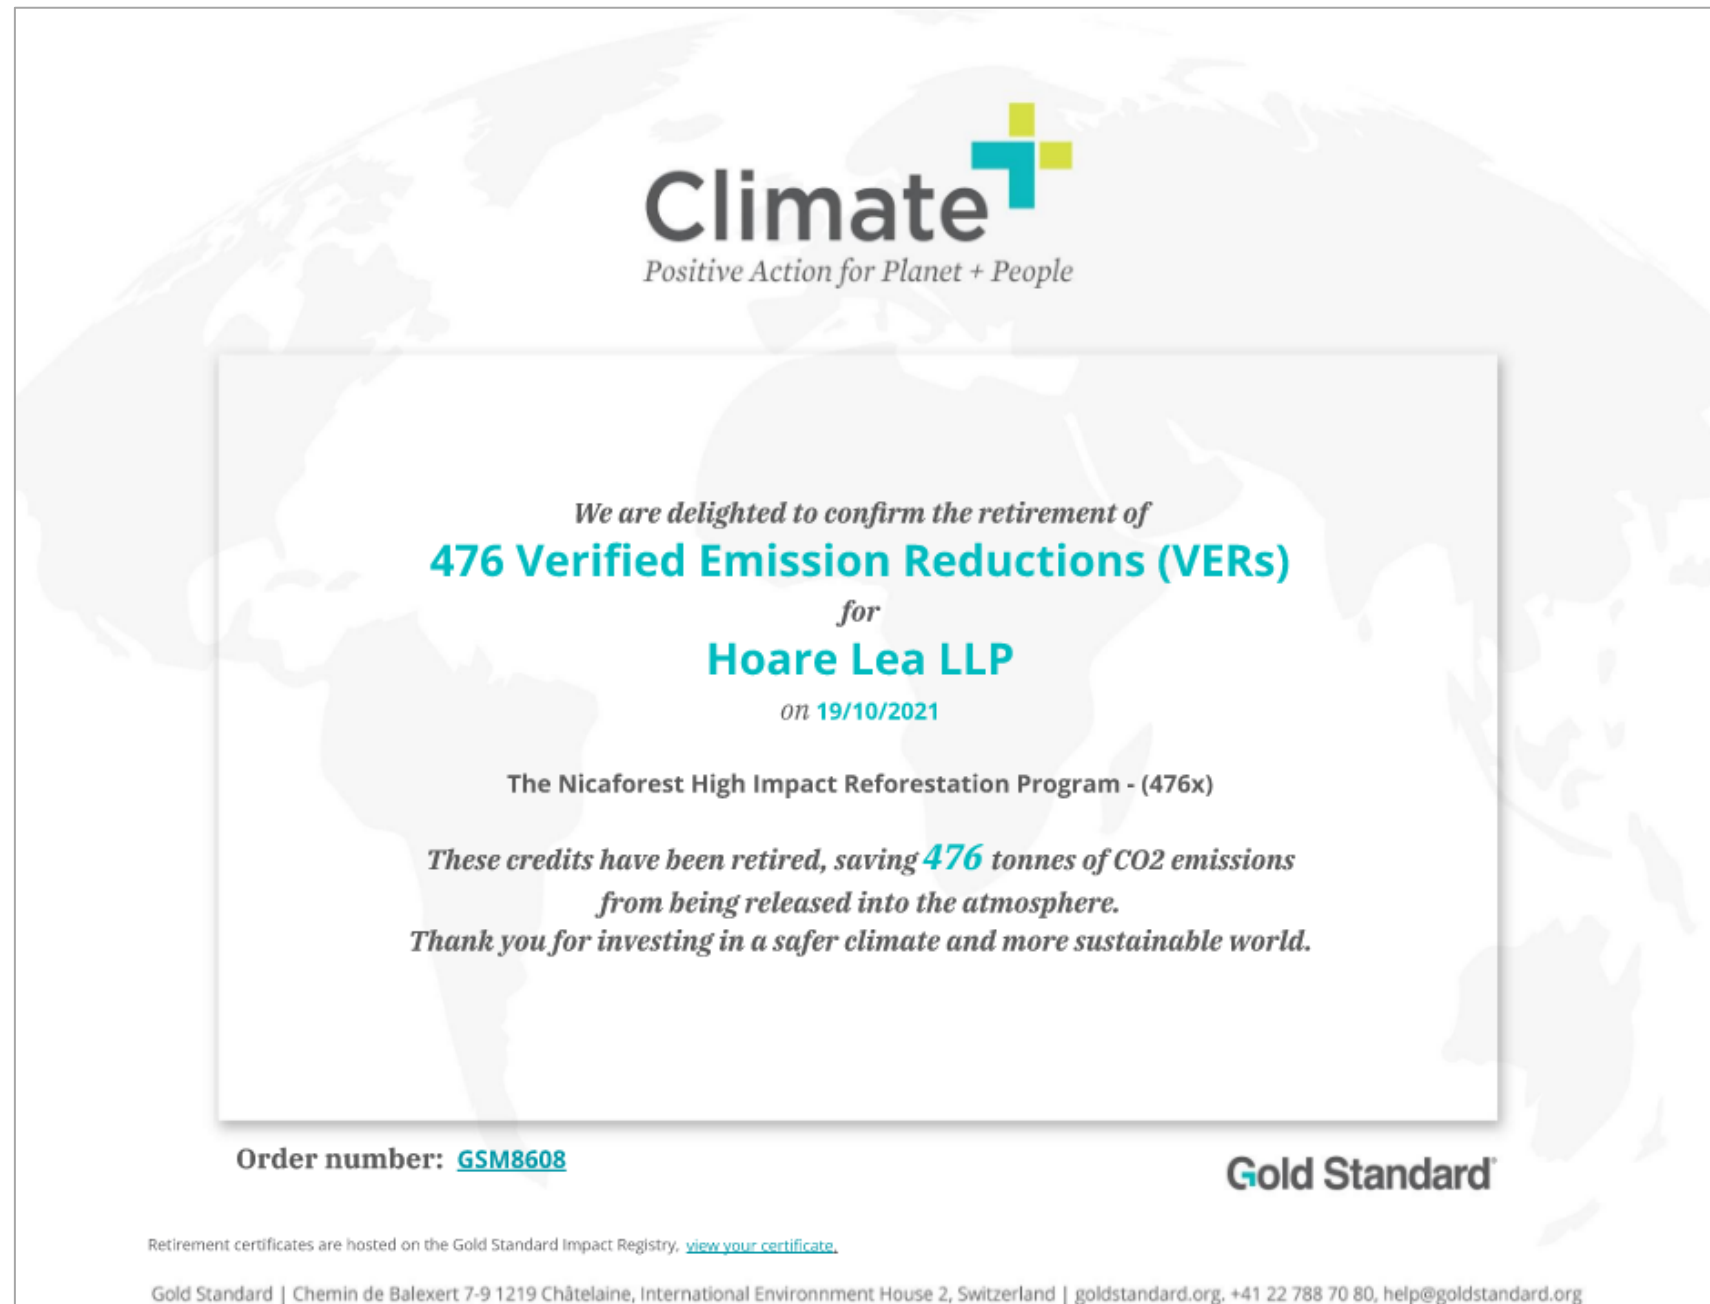 Climate
Positive Action for Planet + People
We are delighted to confirm the retirement of
476 Verified Emission Reductions (VERs)
for
Hoare Lea LLP
on 19/10/2021
The Nicaforest High Impact Reforestation Program - (476x)
These credits have been retired, saving 476 tonnes of CO2 emissions
from being released into the atmosphere.
Thank you for investing in a safer climate and more sustainable world.
Order number: GSM8608
Gold Standard
Retirement certificates are hosted on the Gold Standard Impact Registry, view your certificate.
Gold Standard | Chemin de Balexert 7-9 1219 Châtelaine, International Environnment House 2, Switzerland | goldstandard.org, +41 22 788 70 80, help@goldstandard.org